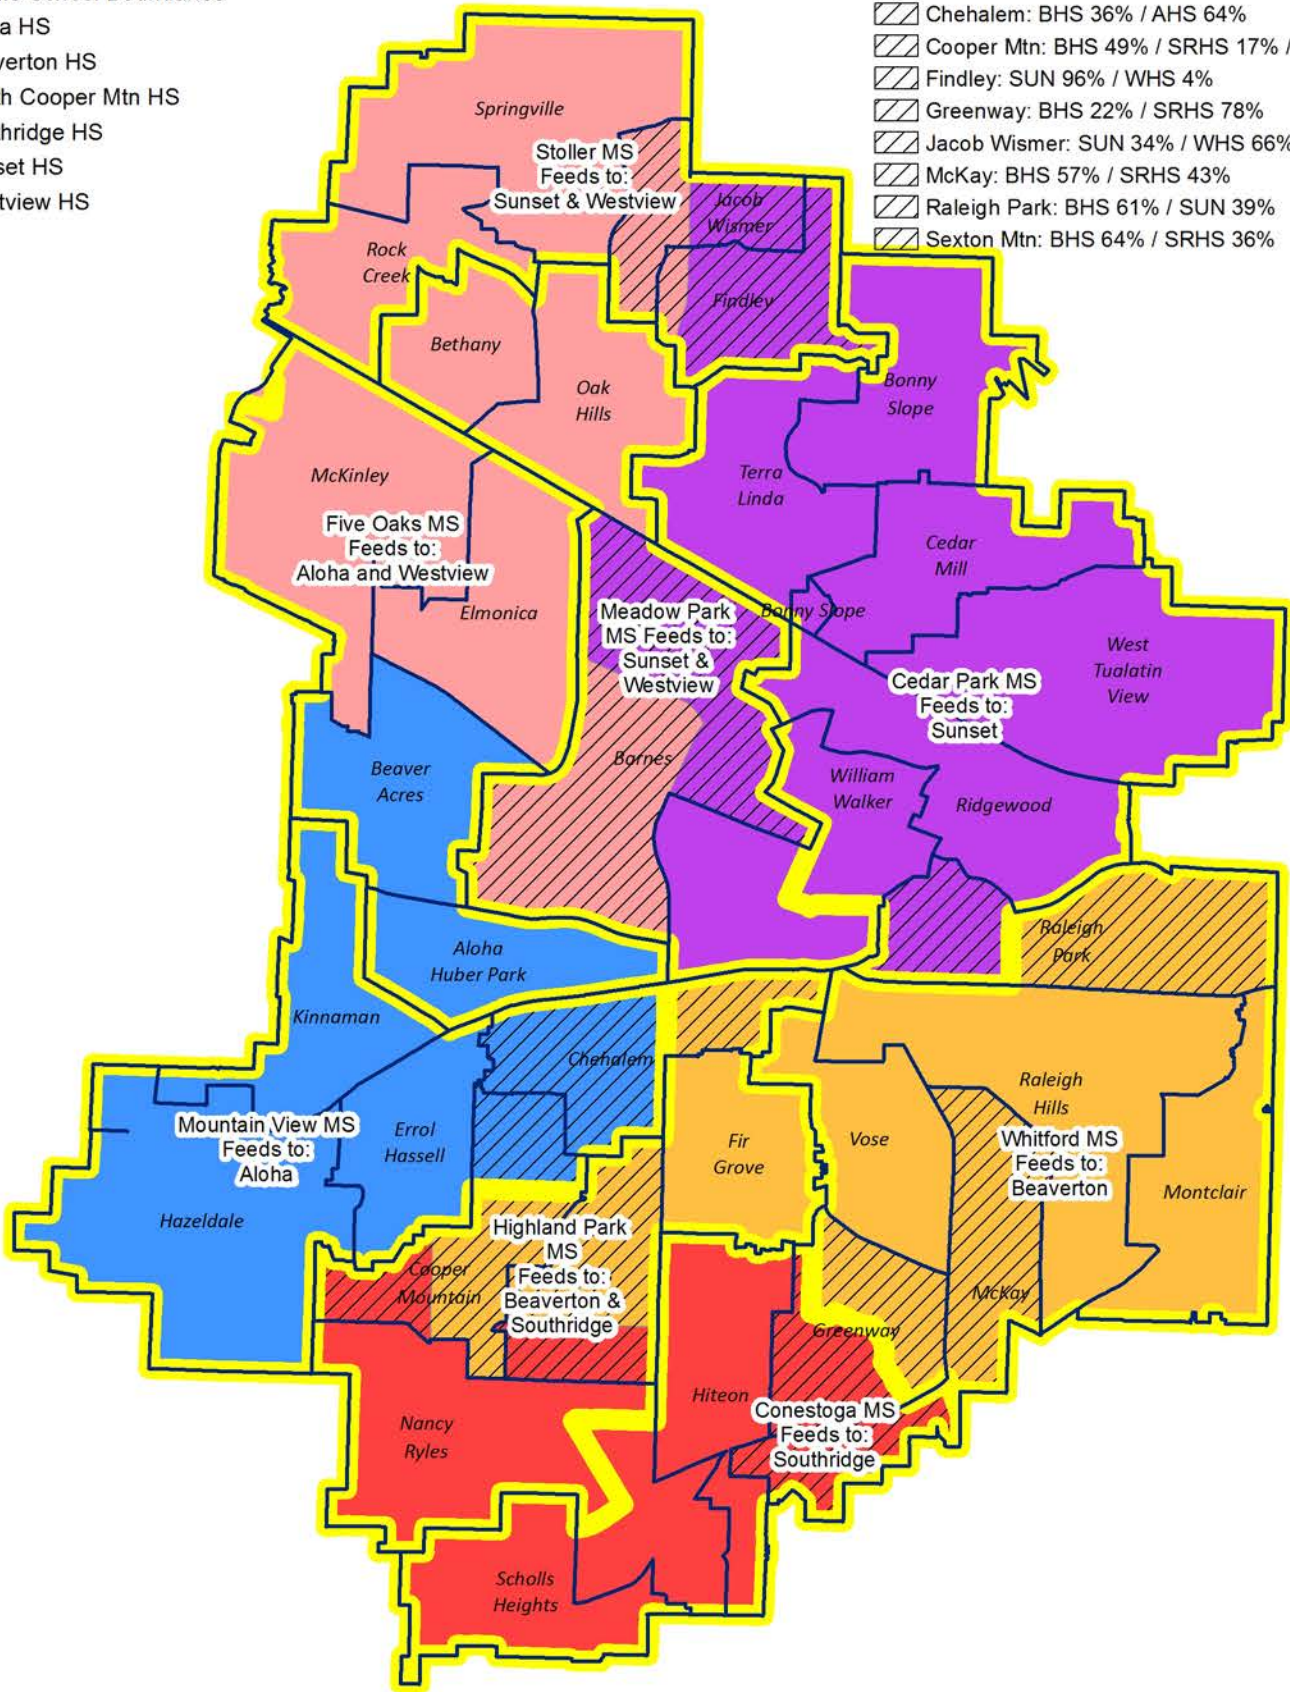 a HS
verton HS
h Cooper Mtn HS
hridge HS
set HS
tview HS
Chehalem: BHS 36% / AHS 64%
Cooper Mtn: BHS 49% / SRHS 17% /
Findley: SUN 96% / WHS 4%
Greenway: BHS 22% / SRHS 78%
Jacob Wismer: SUN 34% / WHS 66%
McKay: BHS 57% / SRHS 43%
Raleigh Park: BHS 61% / SUN 39%
Sexton Mtn: BHS 64% / SRHS 36%
Springville
Stoller MS
Feeds to:
Sunset & Westview
Jacob
Wismer
Rock
Creek
Findley
Bethany
Oak
Hills
Bonny
Slope
McKinley
Terra
Linda
Five Oaks MS
Feeds to:
Aloha and Westview
Cedar
Mill
Elmonica
Meadow Park
MS Feeds to:
Sunset &
Westview
Bonny Slope
West
Tualatin
View
Cedar Park MS
Feeds to:
Sunset
Barnes
Beaver
Acres
William
Walker
Ridgewood
Raleigh
Park
Aloha
Huber Park
Kinnaman
Chehalem
Raleigh
Hills
Mountain View MS
Feeds to:
Aloha
Errol
Hassell
Fir
Grove
Vose
Whitford MS
Feeds to:
Beaverton
Montclair
Hazeldale
Highland Park
MS
Feeds to:
Beaverton &
Southridge
Cooper
Mountain
McKay
Greenway
Hiteon
Conestoga MS
Feeds to:
Southridge
Nancy
Ryles
Scholls
Heights